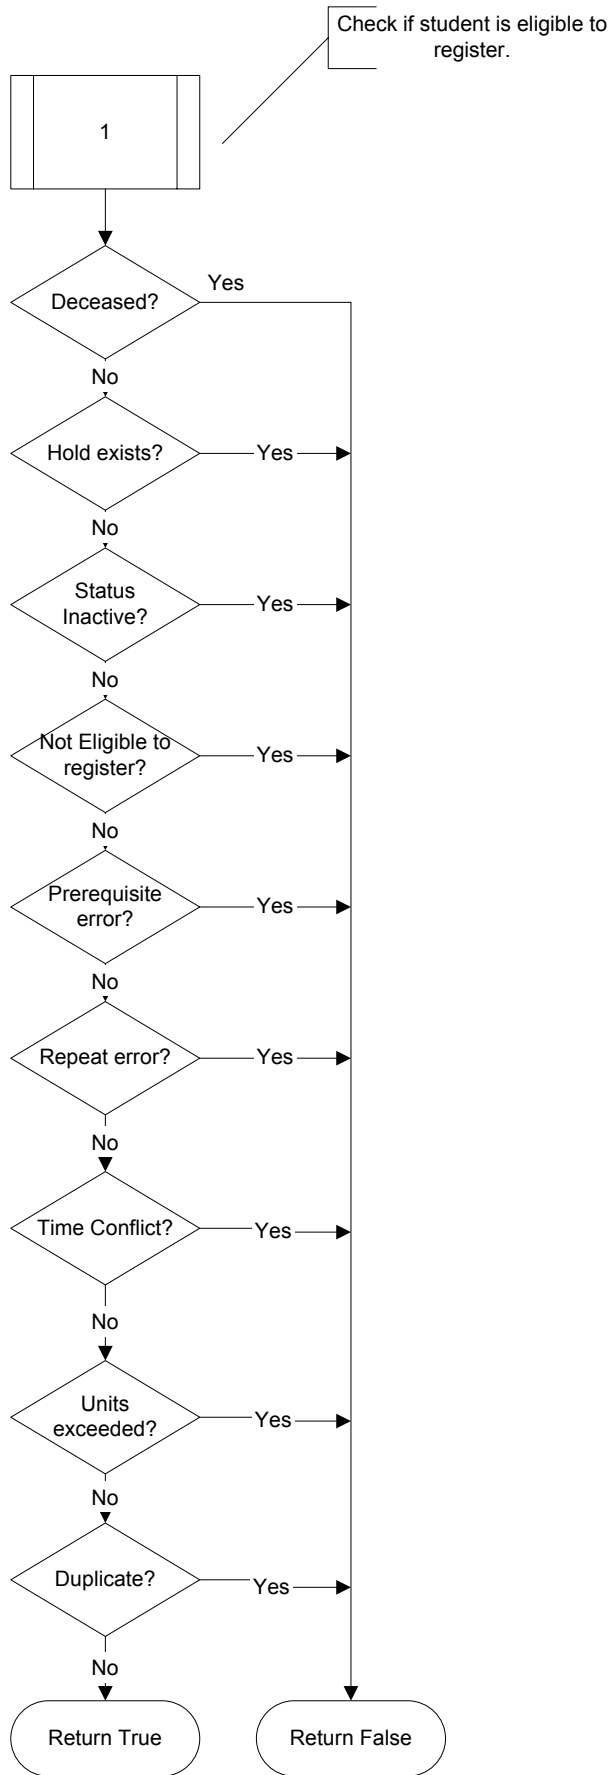 Check if student is eligible to
register.
1
Deceased?
Yes
No
Hold exists?
Yes
No
Status
Inactive?
Yes
No
Not Eligible to
register?
Yes
No
Prerequisite
error?
Yes
No
Repeat error?
Yes
No
Time Conflict?
Yes
No
Units
exceeded?
Yes
No
Duplicate?
Yes
No
Return True
Return False